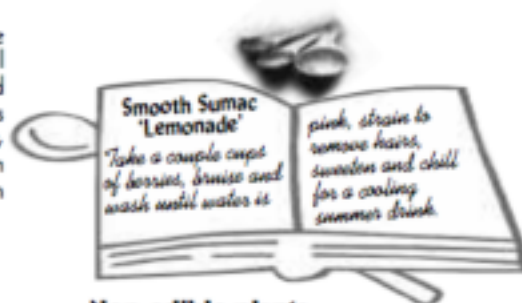 Smooth Sumac
'Lemonade'
Take a couple cups
of berries, bruise and
wash until water is
pink, strain to
remove hairs,
sweeten and chill
for a cooling
summer drink.